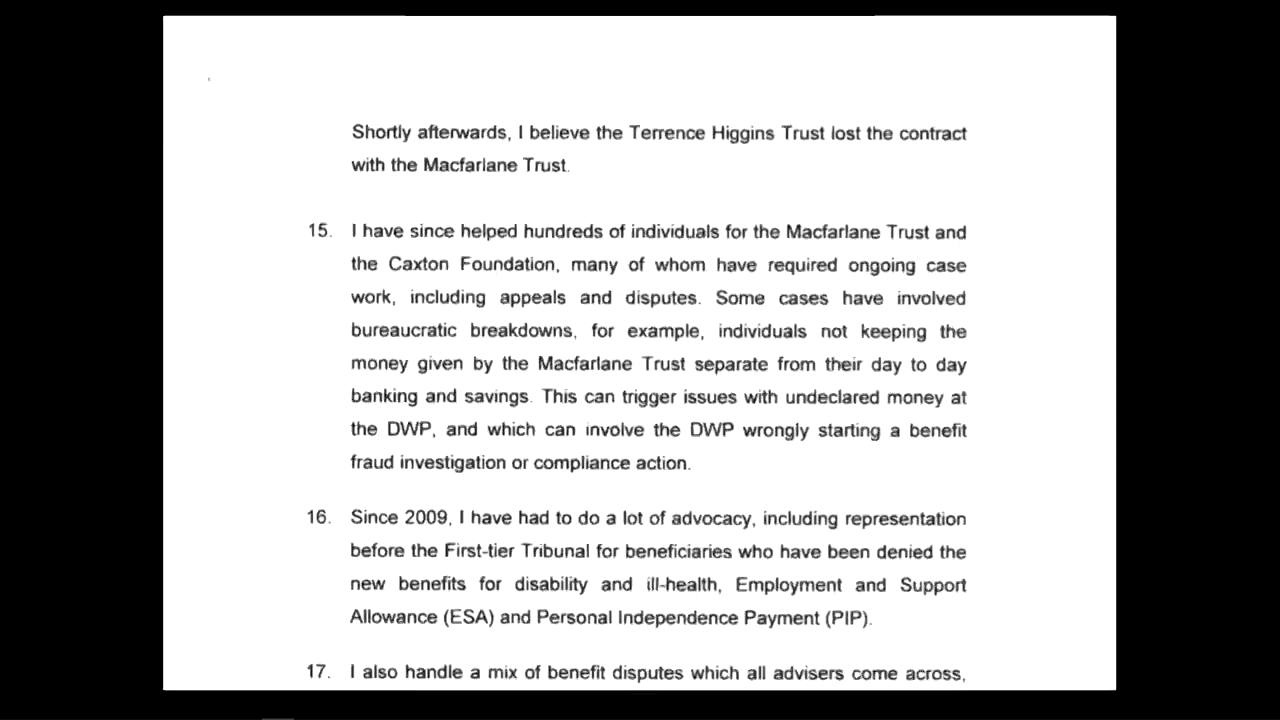 Shortly afterwards, I believe the Terrence Higgins Trust lost the contract
with the Macfarlane Trust.
15. I have since helped hundreds of individuals for the Macfarlane Trust and
the Caxton Foundation, many of whom have required ongoing case
work, including appeals and disputes. Some cases have involved
bureaucratic breakdowns, for example, individuals not keeping the
money given by the Macfarlane Trust separate from their day to day
banking and savings. This can trigger issues with undeclared money at
the DWP, and which can involve the DWP wrongly starting a benefit
fraud investigation or compliance action.
16. Since 2009, I have had to do a lot of advocacy, including representation
before the First-tier Tribunal for beneficiaries who have been denied the
new benefits for disability and ill-health, Employment and Support
Allowance (ESA) and Personal Independence Payment (PIP).
17. I also handle a mix of benefit disputes which all advisers come across,